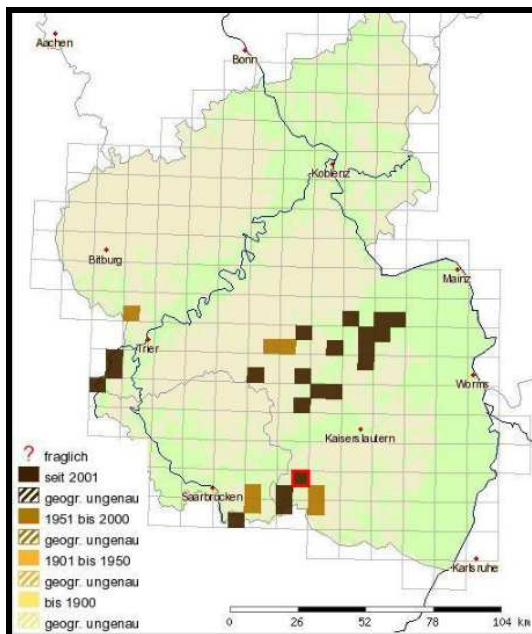 Aachen
Bonn
Koblenz
Bitburg
Mainz
Trier
Worms
Kaiserslautern
Saarbrücken
Karlsruhe
? fraglich
seit 2001
geogr. ungenau
1951 bis 2000
geogr. ungenau
1901 bis 1950
geogr. ungenau
bis 1900
geogr. ungenau
0 26 52 78 104 km